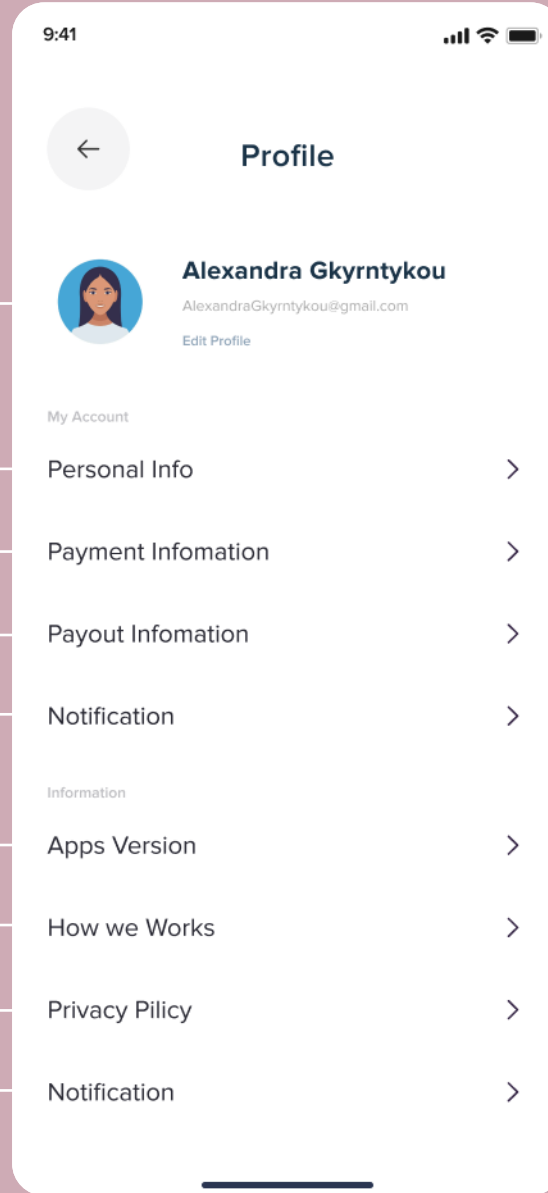 9:41
Profile
Alexandra Gkyrntykou
AlexandraGkyrntykou@gmail.com
Edit Profile
My Account
Personal Info
Payment Infomation
Payout Infomation
Notification
Information
Apps Version
How we Works
Privacy Pilicy
Notification